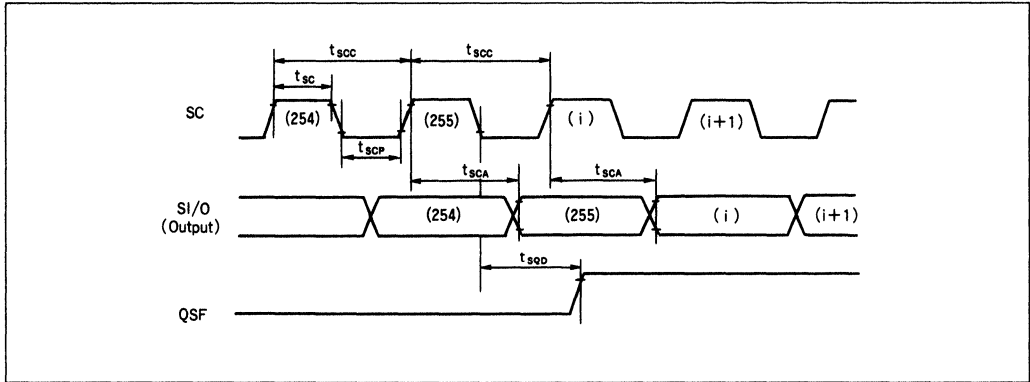 tSCC tSCC
tSC
SC (254) (255) (i) (i+1)
tSCP
tSCA tSCA
SI/O
(Output) (254) (255) (i) (i+1)
tSQD
QSF